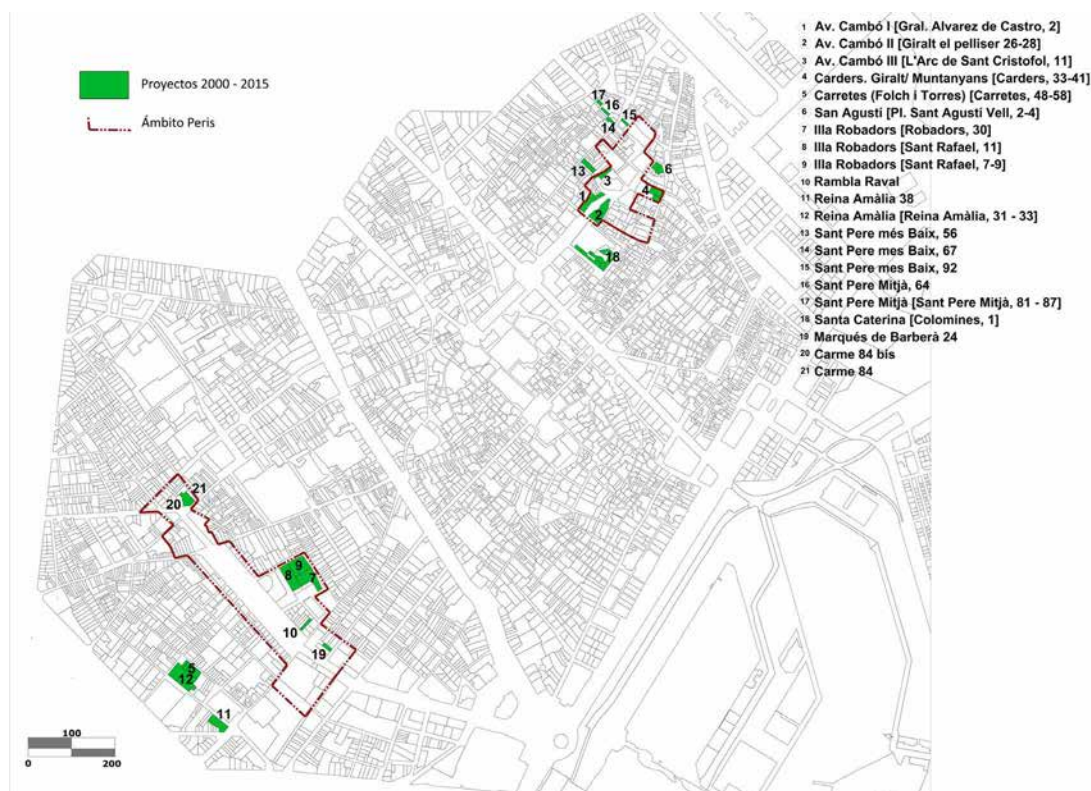 Proyectos 2000 - 2015
Ámbito Peris
1 Av. Cambó I [Gral. Alvarez de Castro, 2]
2 Av. Cambó II [Giralt el pelliser 26-28]
3 Av. Cambó III [L'Arc de Sant Cristofol, 11]
4 Carders. Giralt/ Muntanyans [Carders, 33-41]
5 Carretes (Folch i Torres) [Carretes, 48-58]
6 San Agustí [Pl. Sant Agustí Vell, 2-4]
7 Illa Robadors [Robadors, 30]
8 Illa Robadors [Sant Rafael, 11]
9 Illa Robadors [Sant Rafael, 7-9]
10 Rambla Raval
11 Reina Amàlia 38
12 Reina Amàlia [Reina Amàlia, 31 - 33]
13 Sant Pere més Baix, 56
14 Sant Pere mes Baix, 67
15 Sant Pere mes Baix, 92
16 Sant Pere Mitjà, 64
17 Sant Pere Mitjà [Sant Pere Mitjà, 81 - 87]
18 Santa Caterina [Colomines, 1]
19 Marqués de Barberà 24
20 Carme 84 bis
21 Carme 84
17
16
14
15
13
3
6
4
1
2
18
21
20
9
8
7
10
19
5
12
11
100
0
200